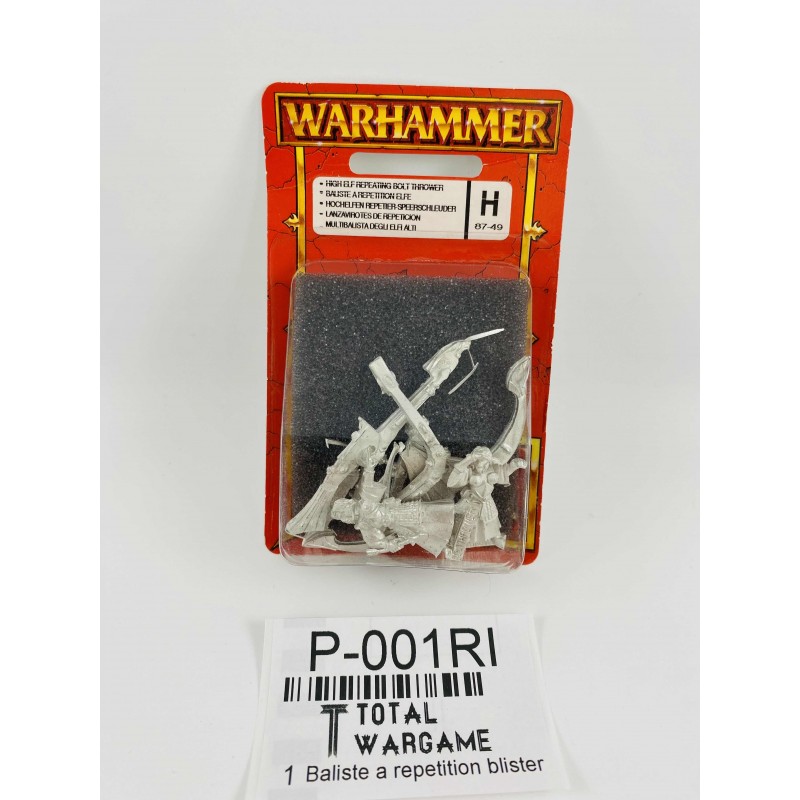 WARHAMMER
• HIGH ELF REPEATING BOLT THROWER
• BALISTE A REPETITION ELFE
• HOCHELFEN REPETIER-SPEERSCHLEUDER
• LANZAVIROTES DE REPETICION
MULTIBALISTA DEGLI ELFI ALTI
H
87-49
P-001RI
TOTAL
WARGAME
1 Baliste a repetition blister